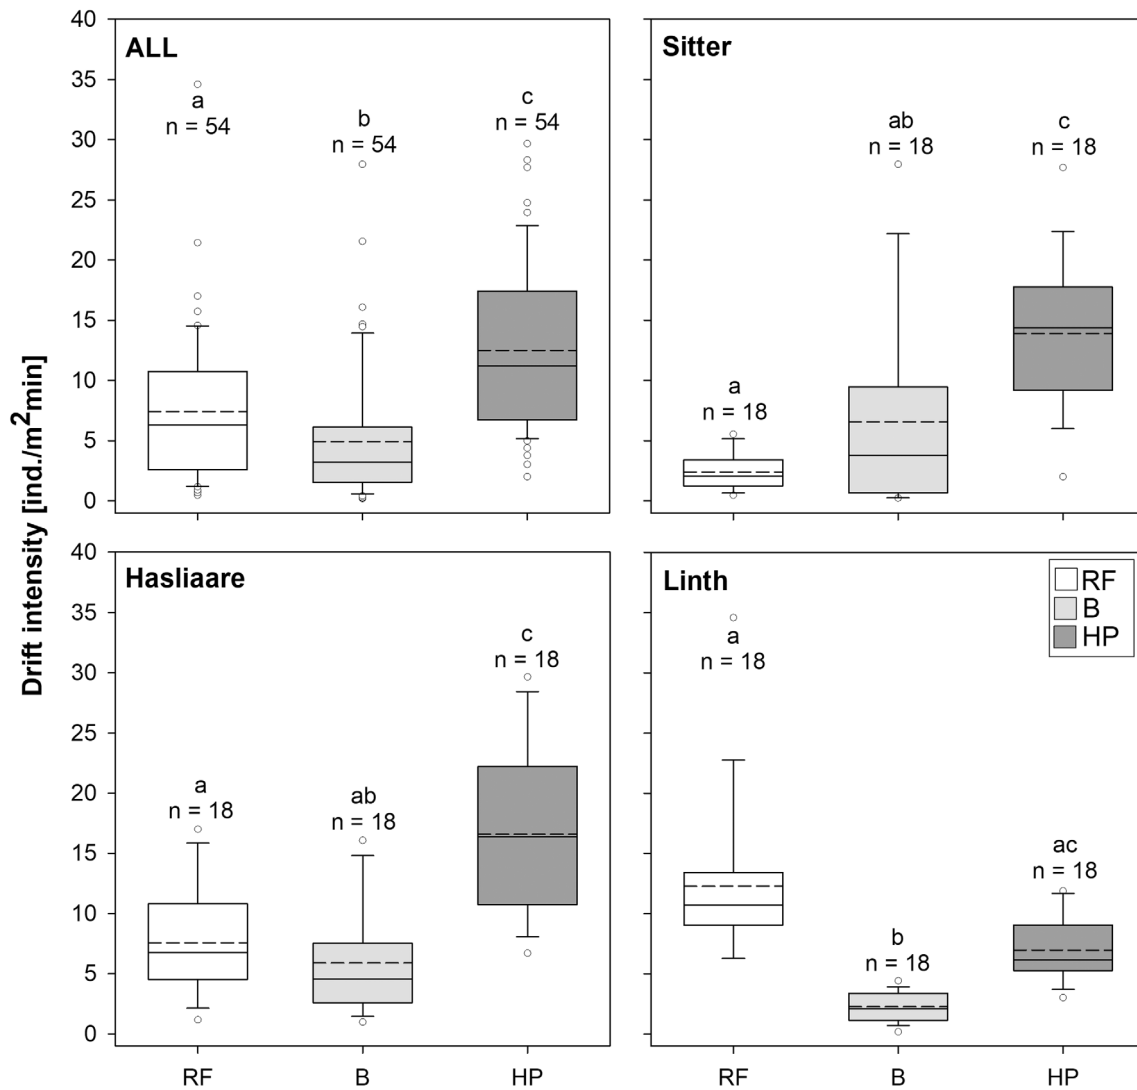 Drift intensity [ind./m²min]
ALL
40
35
30
25
20
15
10
5
0
a
n = 54
b
n = 54
c
n = 54
Sitter
a
n = 18
ab
n = 18
c
n = 18
Hasliaare
40
35
30
25
20
15
10
5
0
a
n = 18
ab
n = 18
c
n = 18
RF
B
HP
Linth
RF
B
HP
a
n = 18
b
n = 18
ac
n = 18
RF
B
HP